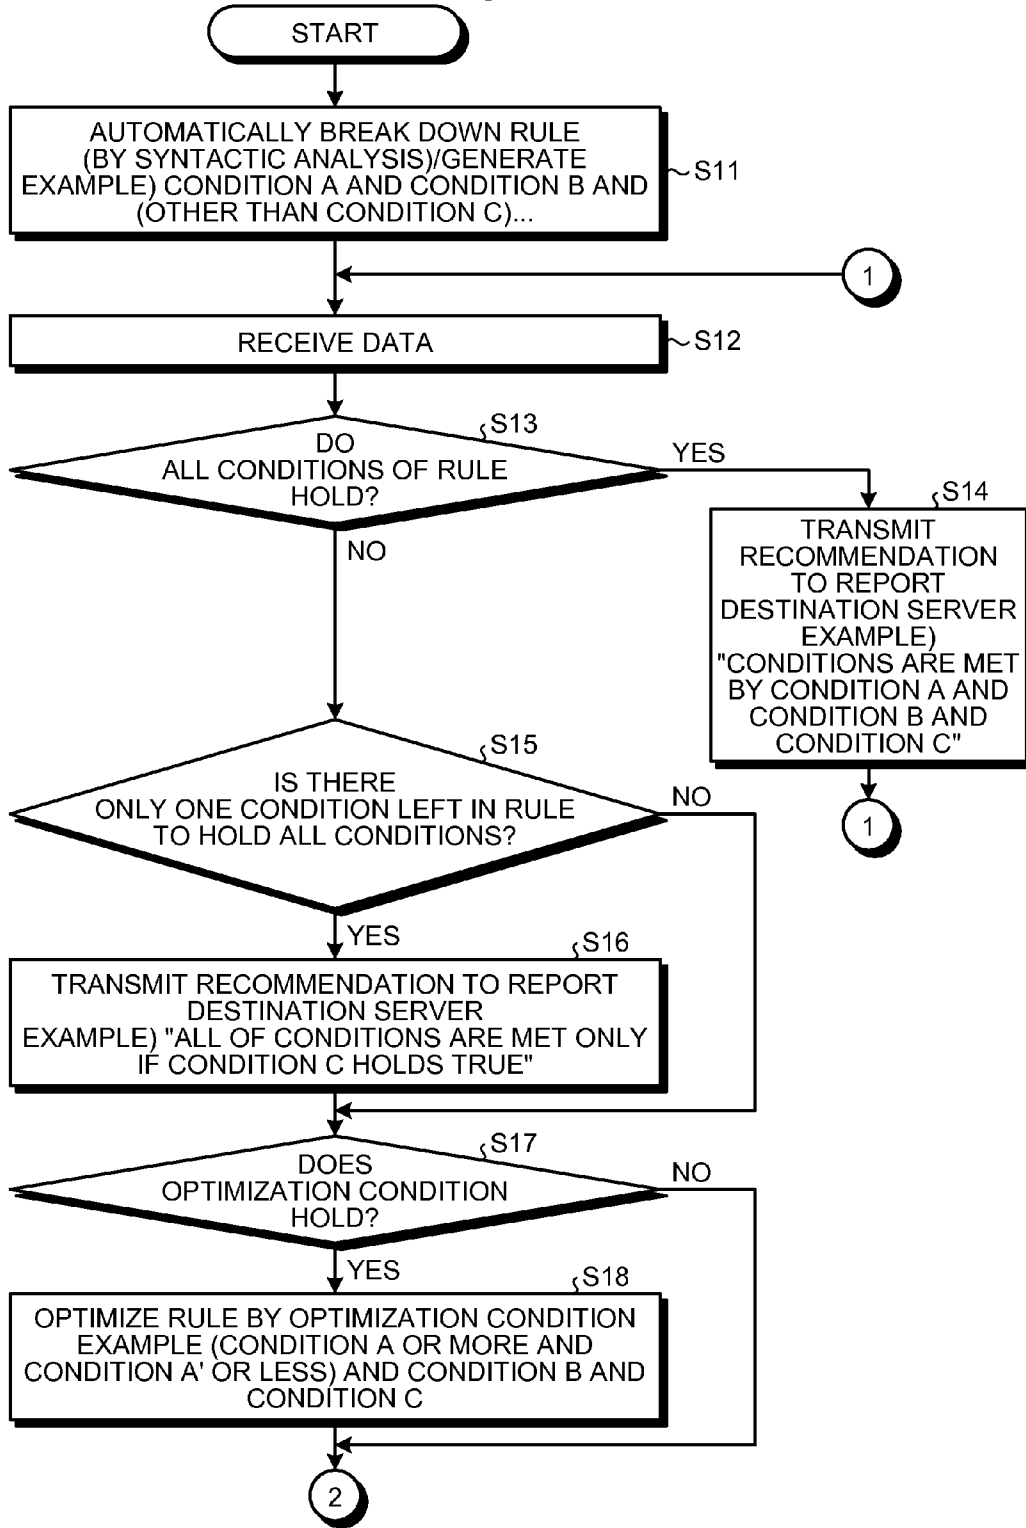 START
AUTOMATICALLY BREAK DOWN RULE
(BY SYNTACTIC ANALYSIS)/GENERATE
EXAMPLE) CONDITION A AND CONDITION B AND
(OTHER THAN CONDITION C)...
S11
1
RECEIVE DATA
S12
S13
DO
ALL CONDITIONS OF RULE
HOLD?
YES
NO
S14
TRANSMIT
RECOMMENDATION
TO REPORT
DESTINATION SERVER
EXAMPLE)
"CONDITIONS ARE MET
BY CONDITION A AND
CONDITION B AND
CONDITION C"
1
S15
IS THERE
ONLY ONE CONDITION LEFT IN RULE
TO HOLD ALL CONDITIONS?
NO
YES
S16
TRANSMIT RECOMMENDATION TO REPORT
DESTINATION SERVER
EXAMPLE) "ALL OF CONDITIONS ARE MET ONLY
IF CONDITION C HOLDS TRUE"
S17
DOES
OPTIMIZATION CONDITION
HOLD?
NO
YES
S18
OPTIMIZE RULE BY OPTIMIZATION CONDITION
EXAMPLE (CONDITION A OR MORE AND
CONDITION A' OR LESS) AND CONDITION B AND
CONDITION C
2